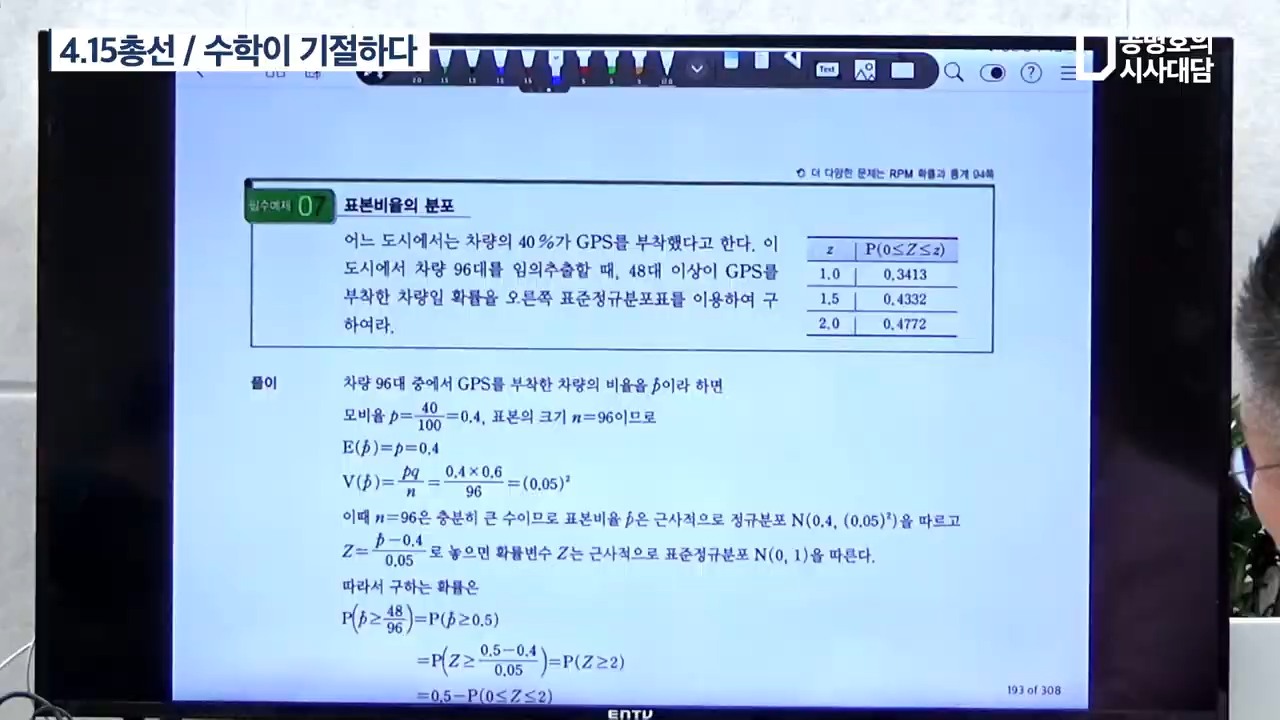 4.15총선 / 수학이 기절하다
공병호의
시사대담
Text
더 다양한 문제는 RPM 확률과 통계 94쪽
필수예제 07 표본비율의 분포
어느 도시에서는 차량의 40%가 GPS를 부착했다고 한다. 이
도시에서 차량 96대를 임의추출할 때, 48대 이상이 GPS를
부착한 차량일 확률을 오른쪽 표준정규분포표를 이용하여 구
하여라.
z P(0≤Z≤z)
1.0 0.3413
1.5 0.4332
2.0 0.4772
풀이 차량 96대 중에서 GPS를 부착한 차량의 비율을 p̂이라 하면
모비율 p=40/100=0.4, 표본의 크기 n=96이므로
E(p̂)=p=0.4
V(p̂)=pq/n=0.4×0.6/96=(0.05)²
이때 n=96은 충분히 큰 수이므로 표본비율 p̂은 근사적으로 정규분포 N(0.4, (0.05)²)을 따르고
Z=p̂-0.4/0.05로 놓으면 확률변수 Z는 근사적으로 표준정규분포 N(0, 1)을 따른다.
따라서 구하는 확률은
P(p̂≥48/96)=P(p̂≥0.5)
=P(Z≥0.5-0.4/0.05)=P(Z≥2)
=0.5-P(0≤Z≤2)
193 of 308